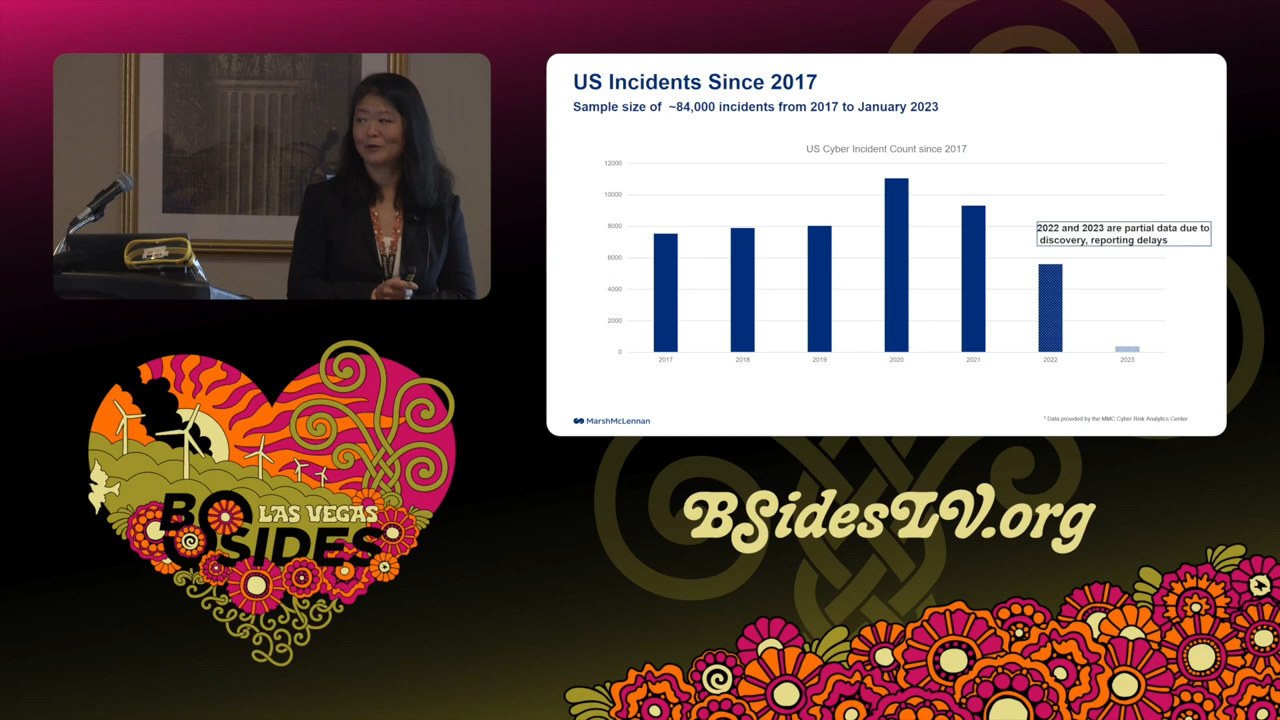 US Incidents Since 2017
Sample size of ~84,000 incidents from 2017 to January 2023
US Cyber Incident Count since 2017
12000
10000
8000
6000
4000
2000
0
2022 and 2023 are partial data due to
discovery, reporting delays
2017
2018
2019
2020
2021
2022
2023
MarshMcLennan
* Data provided by the MMC Cyber Risk Analytics Center
BSIDES
LAS VEGAS
BSidesLV.org